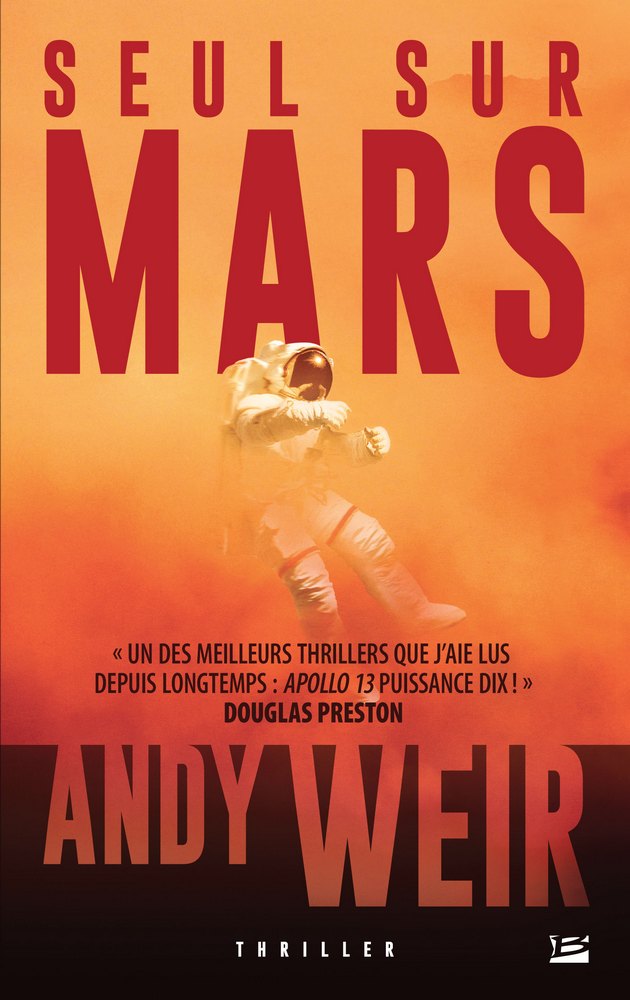 SEUL SUR
MARS
« UN DES MEILLEURS THRILLERS QUE J'AIE LUS
DEPUIS LONGTEMPS : APOLLO 13 PUISSANCE DIX ! »
DOUGLAS PRESTON
ANDY WEIR
THRILLER
B